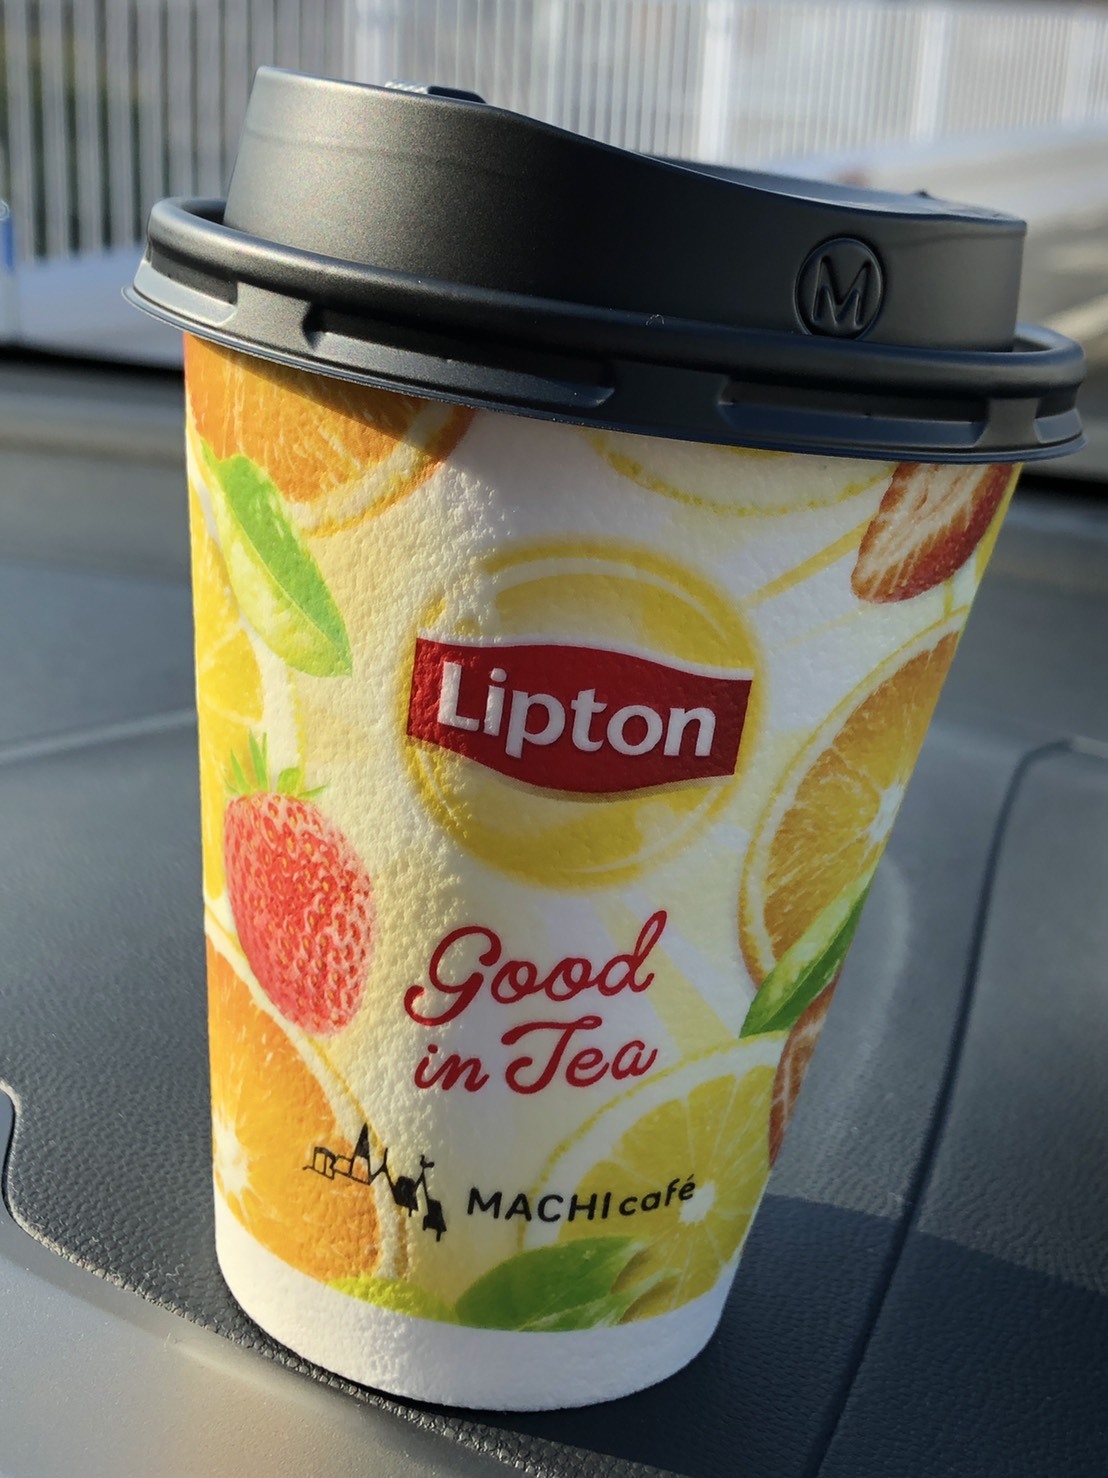 M
Lipton
Good
in Tea
MACHI café